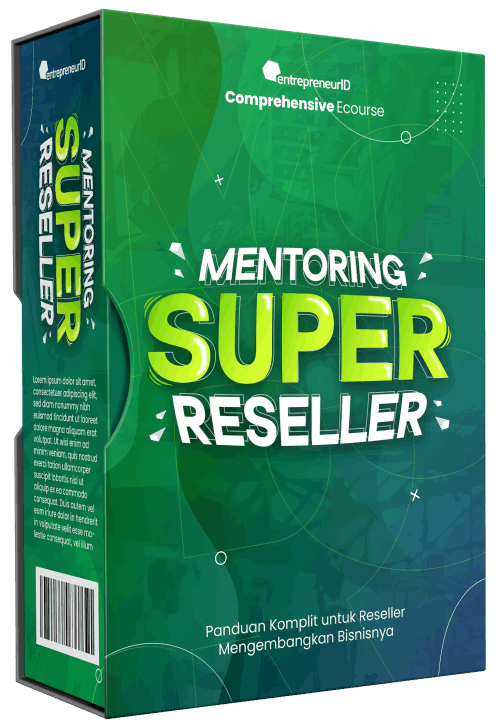 entrepreneurID
Comprehensive Ecourse
MENTORING
SUPER
RESELLER
Panduan Komplit untuk Reseller
Mengembangkan Bisnisnya
entrepreneurID
MENTORING
SUPER
RESELLER
Lorem ipsum dolor sit amet,
consectetuer adipiscing elit,
sed diam nonummy nibh
euismod tincidunt ut laoreet
dolore magna aliquam erat
volutpat. Ut wisi enim ad
minim veniam, quis nostrud
exerci tation ullamcorper
suscipit lobortis nisl ut
aliquip ex ea commodo
consequat. Duis autem vel
eum iriure dolor in hendrerit
in vulputate velit esse mo-
lestie consequat, vel illum
entrepreneurID